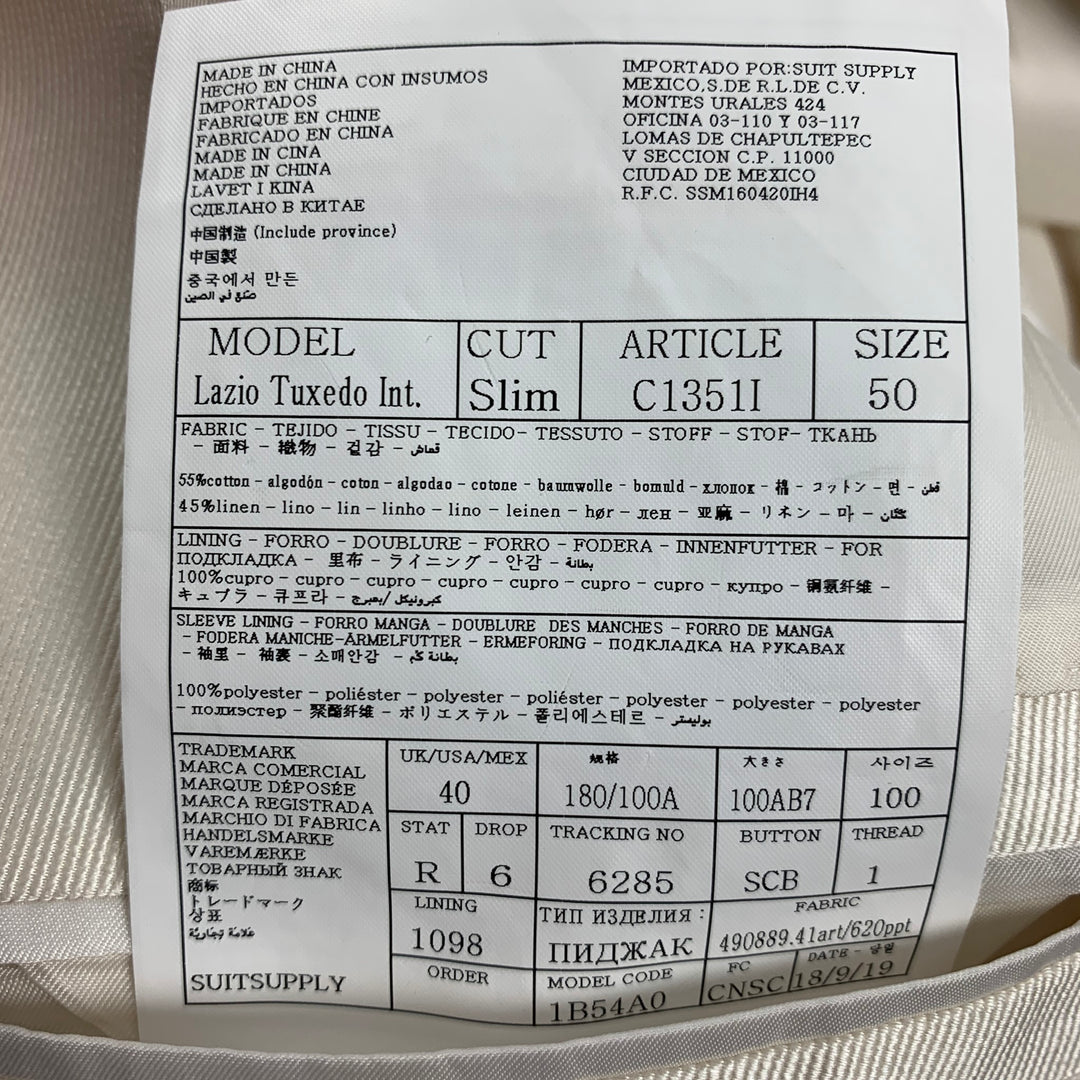 MADE IN CHINA
HECHO EN CHINA CON INSUMOS
IMPORTADOS
FABRIQUE EN CHINE
FABRICADO EN CHINA
MADE IN CINA
MADE IN CHINA
LAVET I KINA
СДЕЛАНО В КИТАЕ
中国制造 (Include province)
中国製
중국에서 만든
صنع في الصين
IMPORTADO POR:SUIT SUPPLY
MEXICO,S.DE R.L.DE C.V.
MONTES URALES 424
OFICINA 03-110 Y 03-117
LOMAS DE CHAPULTEPEC
V SECCION C.P. 11000
CIUDAD DE MEXICO
R.F.C. SSM160420IH4
MODEL
Lazio Tuxedo Int.
CUT
Slim
ARTICLE
C1351I
SIZE
50
FABRIC - TEJIDO - TISSU - TECIDO- TESSUTO - STOFF - STOF- ТКАНЬ
- 面料 - 織物 - 겉감 - قماش
55%cotton - algodón - coton - algodao - cotone - baumwolle - bomuld - хлопок - 棉 - コットン - 면 - قطن
45%linen - lino - lin - linho - lino - leinen - hør - лен - 亚麻 - リネン - 마 - كتان
LINING - FORRO - DOUBLURE - FORRO - FODERA - INNENFUTTER - FOR
ПОДКЛАДКА - 里布 - ライニング - 안감 - بطانة
100%cupro - cupro - cupro - cupro - cupro - cupro - cupro - купро - 铜氨纤维 -
キュプラ - 큐프라 - كبرونيكل
SLEEVE LINING - FORRO MANGA - DOUBLURE DES MANCHES - FORRO DE MANGA
- FODERA MANICHE-ÄRMELFUTTER - ERMEFORING - ПОДКЛАДКА НА РУКАВАХ
- 袖里 - 袖裏 - 소매안감 - بطانة كم
100%polyester - poliéster - polyester - poliéster - polyester - polyester - polyester
- полиэстер - 聚酯纤维 - ポリエステル - 폴리에스테르 - بوليستر
TRADEMARK
MARCA COMERCIAL
MARQUE DÉPOSÉE
MARCA REGISTRADA
MARCHIO DI FABRICA
HANDELSMARKE
VAREMÆRKE
ТОВАРНЫЙ ЗНАК
商标
トレードマーク
상표
علامة تجارية
SUITSUPPLY
UK/USA/MEX
40
规格
180/100A
大きさ
100AB7
사이즈
100
STAT
R
DROP
6
TRACKING NO
6285
BUTTON
SCB
THREAD
1
LINING
1098
ТИП ИЗДЕЛИЯ :
ПИДЖАК
FABRIC
490889.41art/620ppt
ORDER
MODEL CODE
1B54A0
FC
CNSC
DATE - 당일
18/9/19